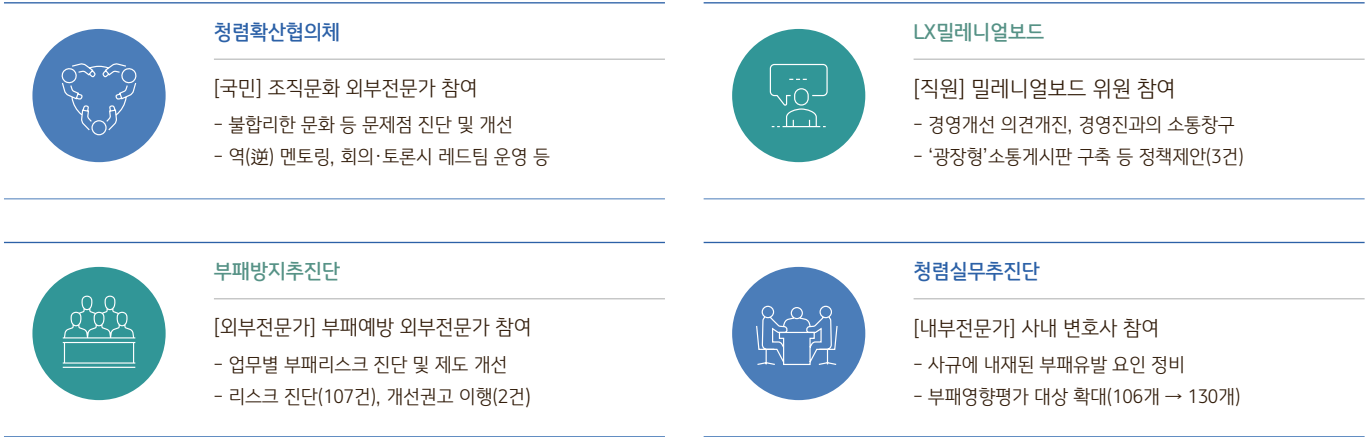 청렴확산협의체
[국민] 조직문화 외부전문가 참여
- 불합리한 문화 등 문제점 진단 및 개선
- 역(逆) 멘토링, 회의·토론시 레드팀 운영 등
LX밀레니얼보드
[직원] 밀레니얼보드 위원 참여
- 경영개선 의견개진, 경영진과의 소통창구
- ‘광장형’소통게시판 구축 등 정책제안(3건)
부패방지추진단
[외부전문가] 부패예방 외부전문가 참여
- 업무별 부패리스크 진단 및 제도 개선
- 리스크 진단(107건), 개선권고 이행(2건)
청렴실무추진단
[내부전문가] 사내 변호사 참여
- 사규에 내재된 부패유발 요인 정비
- 부패영향평가 대상 확대(106개 → 130개)